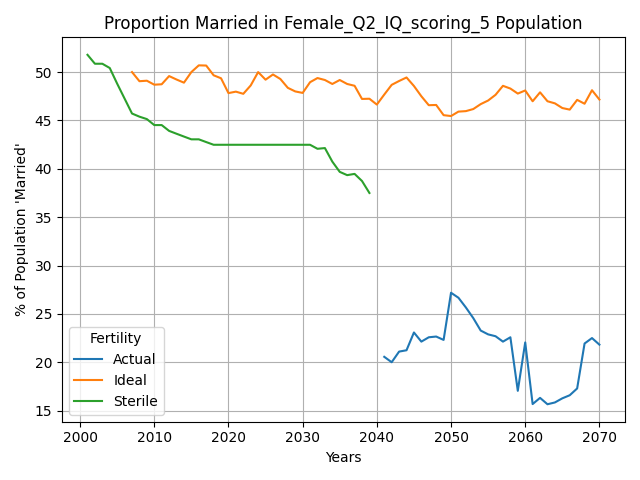 Proportion Married in Female_Q2_IQ_scoring_5 Population
% of Population 'Married'
50
45
40
35
30
25
20
15
Fertility
Actual
Ideal
Sterile
2000 2010 2020 2030 2040 2050 2060 2070
Years